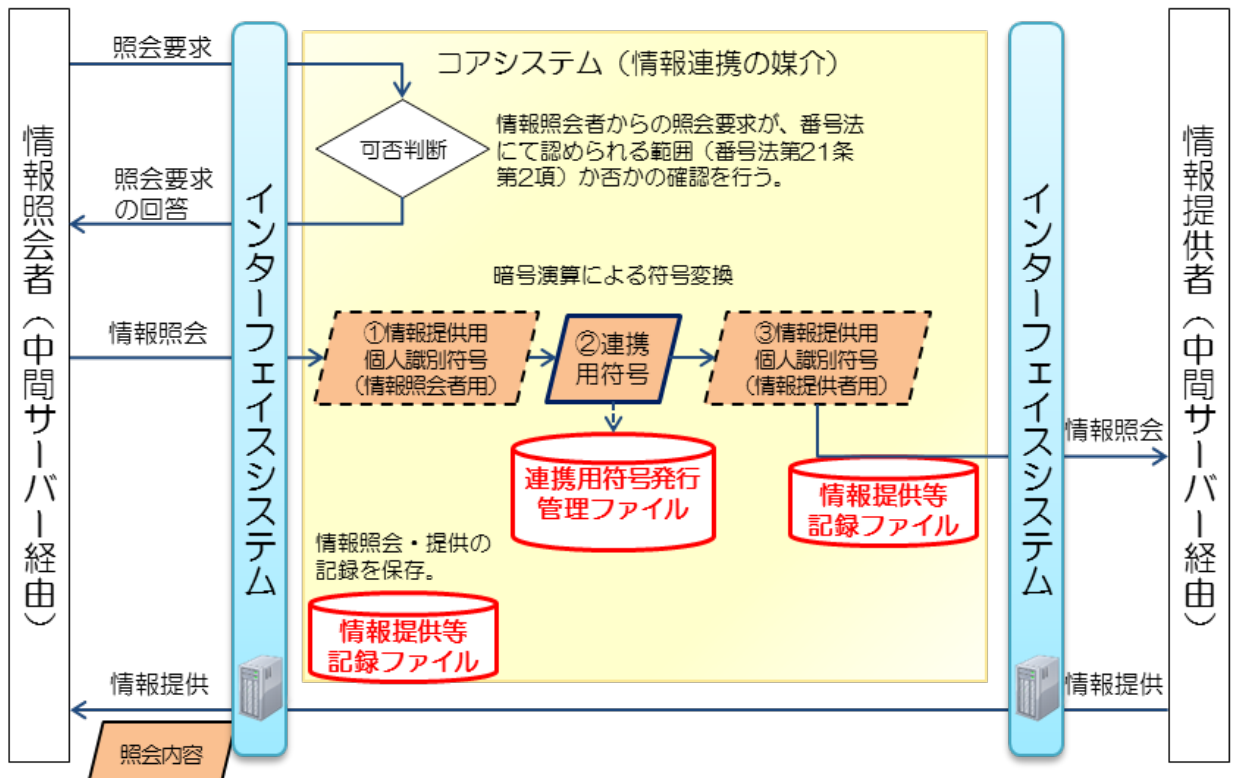 情報照会者（中間サーバー経由）
照会要求
照会要求
の回答
情報照会
情報提供
照会内容
インターフェイスシステム
コアシステム（情報連携の媒介）
可否判断
情報照会者からの照会要求が、番号法
にて認められる範囲（番号法第21条
第2項）か否かの確認を行う。
暗号演算による符号変換
①情報提供用
個人識別符号
（情報照会者用）
②連携
用符号
③情報提供用
個人識別符号
（情報提供者用）
連携用符号発行
管理ファイル
情報提供等
記録ファイル
情報照会・提供の
記録を保存。
情報提供等
記録ファイル
インターフェイスシステム
情報照会
情報提供
情報提供者（中間サーバー経由）